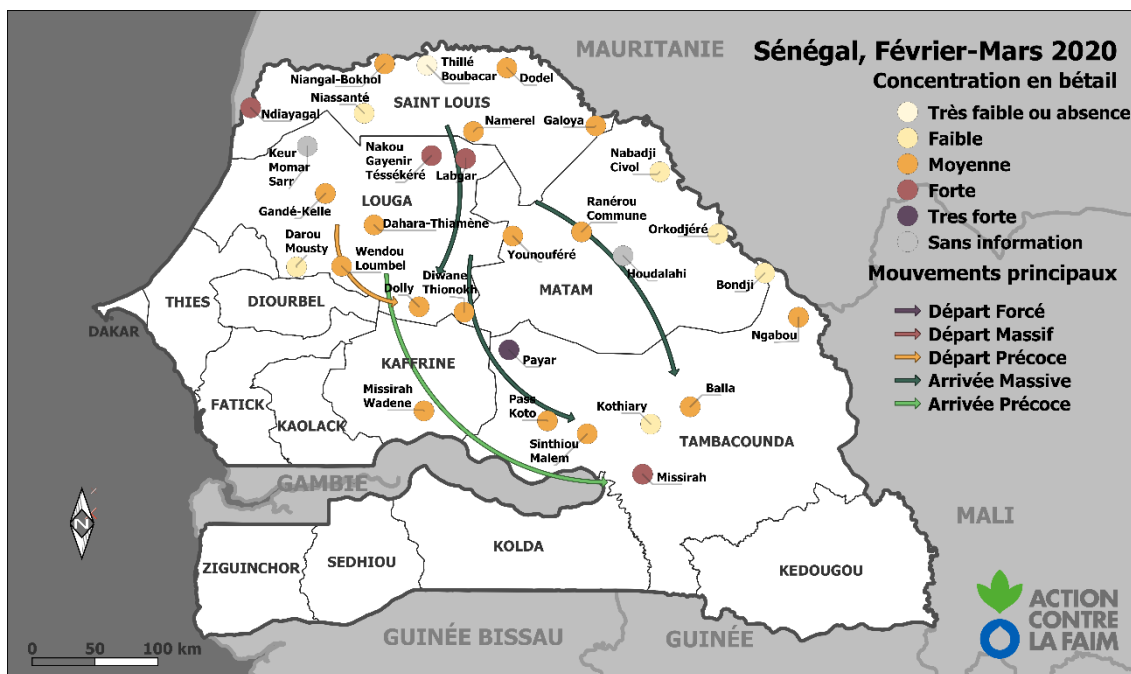 MAURITANIE
Sénégal, Février-Mars 2020
Concentration en bétail
Très faible ou absence
Faible
Moyenne
Forte
Tres forte
Sans information
Mouvements principaux
Départ Forcé
Départ Massif
Départ Précoce
Arrivée Massive
Arrivée Précoce
Niangal-Bokhol
Thillé
Boubacar
Dodel
Niassanté
SAINT LOUIS
Ndiayagal
Namerel
Galoya
Keur
Momar
Sarr
Nakou
Gayenir
Téssékéré
Labgar
Nabadji
Civol
Gandé-Kelle
LOUGA
Ranérou
Commune
Dahara-Thiamène
Orkodjéré
Darou
Mousty
Wendou
Loumbel
Younouféré
Houdalahi
Diwane
Thionokh
Dolly
Bondji
MATAM
THIES
DIOURBEL
Ngabou
DAKAR
KAFFRINE
Payar
Missirah
Wadene
Balla
Pass
Koto
Kothiary
FATICK
KAOLACK
Sinthiou
Malem
TAMBACOUNDA
Missirah
GAMBIE
MALI
N
KOLDA
SEDHIOU
ZIGUINCHOR
KEDOUGOU
GUINÉE BISSAU
GUINÉE
ACTION
CONTRE
LA FAIM
0 50 100 km